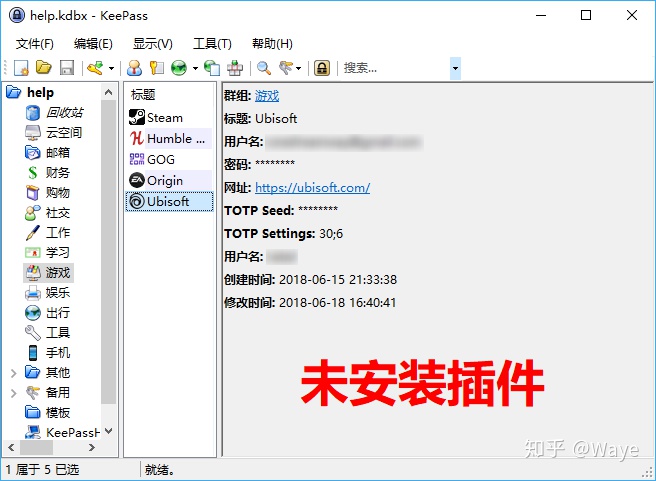 help.kdbx - KeePass
文件(F) 编辑(E) 显示(V) 工具(T) 帮助(H)
搜索...
help
回收站
云空间
邮箱
财务
购物
社交
工作
学习
游戏
娱乐
出行
工具
手机
其他
备用
模板
KeePassH
标题
Steam
Humble ...
GOG
Origin
Ubisoft
群组: 游戏
标题: Ubisoft
用户名:
密码: ********
网址: https://ubisoft.com/
TOTP Seed: ********
TOTP Settings: 30;6
用户名:
创建时间: 2018-06-15 21:33:38
修改时间: 2018-06-18 16:40:41
未安装插件
知乎 @Waye
1 属于 5 已选 就绪。